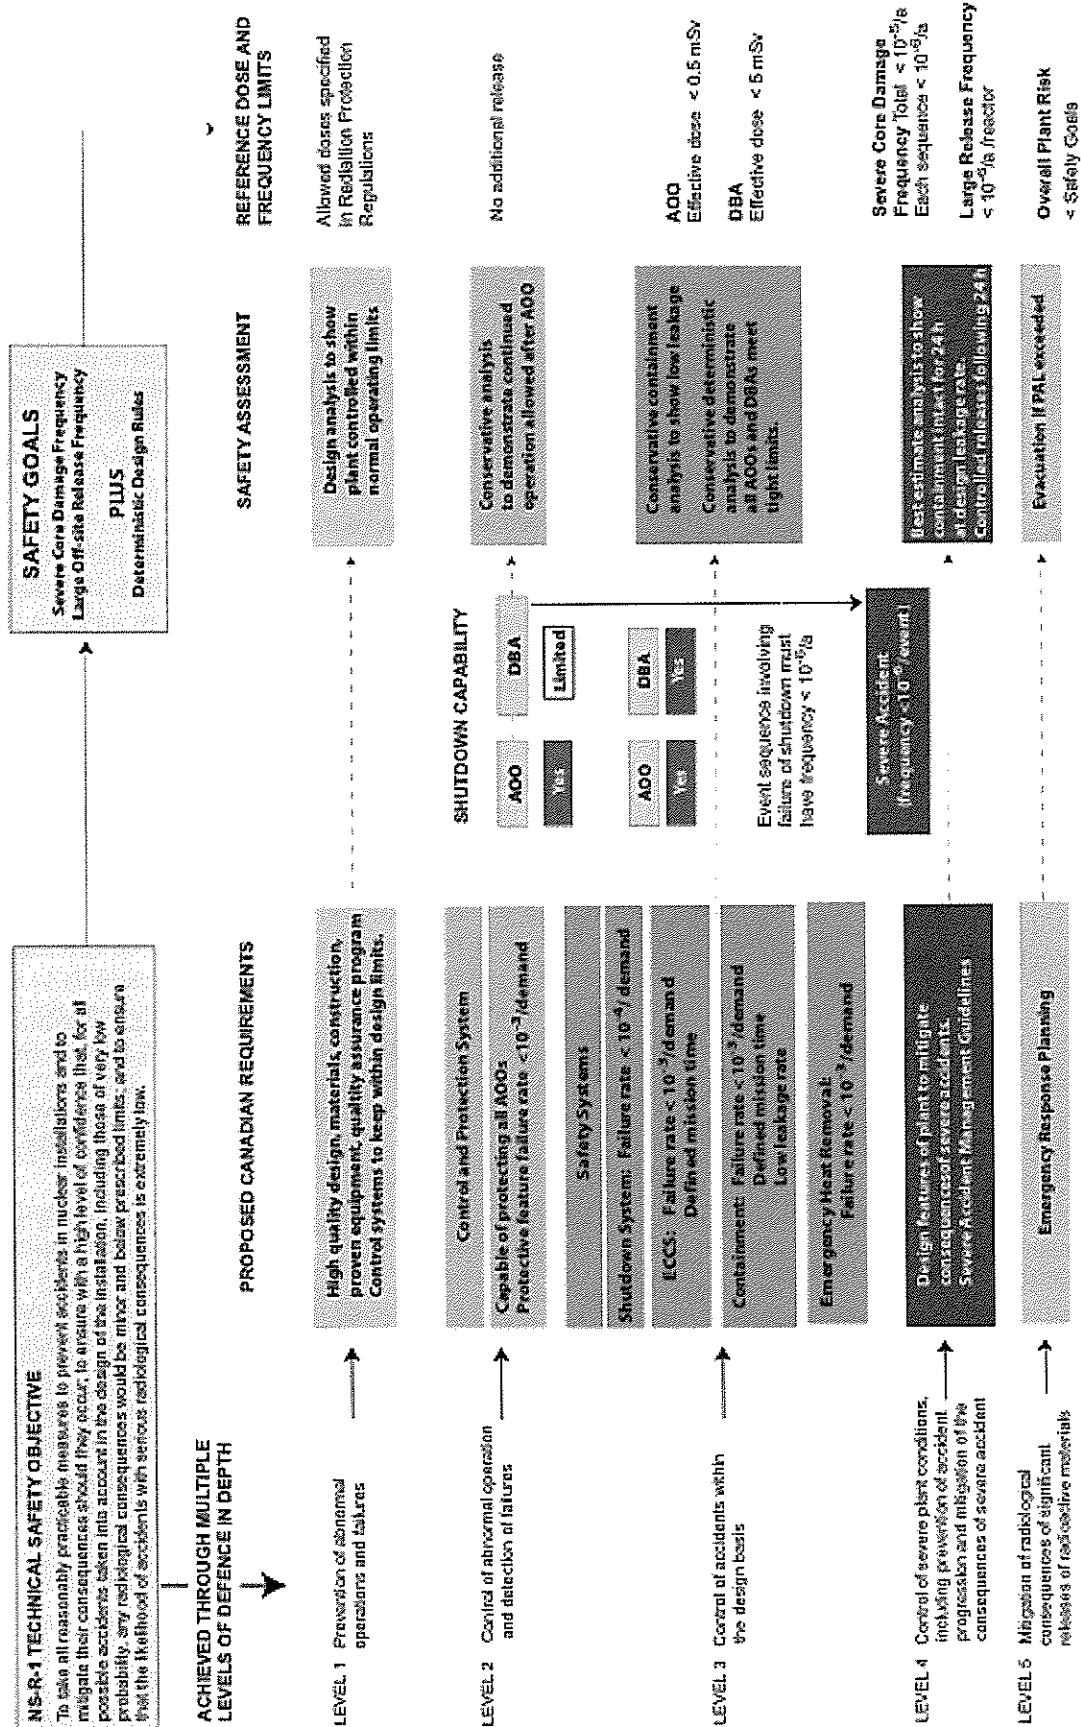 NS-R-1 TECHNICAL SAFETY OBJECTIVE
To take all reasonably practicable measures to prevent accidents in nuclear installations and to
mitigate their consequences should they occur; to ensure with a high level of confidence that, for all
possible accidents taken into account in the design of the installation, including those of very low
probability, any radiological consequences would be minor and below prescribed limits; and to ensure
that the likelihood of accidents with serious radiological consequences is extremely low.
SAFETY GOALS
Severe Core Damage Frequency
Large Off-site Release Frequency
PLUS
Deterministic Design Rules
ACHIEVED THROUGH MULTIPLE
LEVELS OF DEFENCE IN DEPTH
PROPOSED CANADIAN REQUIREMENTS
SHUTDOWN CAPABILITY
SAFETY ASSESSMENT
REFERENCE DOSE AND
FREQUENCY LIMITS
LEVEL 1 Prevention of abnormal
operations and failures
High quality design, materials, construction,
proven equipment, quality assurance program
Control systems to keep within design limits.
Design analysis to show
plant controlled within
normal operating limits
Allowed doses specified
in Radiation Protection
Regulations
LEVEL 2 Control of abnormal operation
and detection of failures
Control and Protection System
Capable of protecting all AOOs
Protective feature failure rate <10⁻²/demand
AOO
DBA
Yes
Limited
Conservative analysis
to demonstrate continued
operation allowed after AOO
No additional release
LEVEL 3 Control of accidents within
the design basis
Safety Systems
Shutdown System: Failure rate < 10⁻⁴/ demand
ECCS: Failure rate < 10⁻³/demand
Defined mission time
Containment: Failure rate < 10⁻³/demand
Defined mission time
Low leakage rate
Emergency Heat Removal:
Failure rate < 10⁻³/demand
AOO
DBA
Yes
Yes
Event sequence involving
failure of shutdown must
have frequency < 10⁻⁵/a
Conservative containment
analysis to show low leakage
Conservative deterministic
analysis to demonstrate
all AOOs and DBAs meet
tight limits.
AOO
Effective dose < 0.5 mSv
DBA
Effective dose < 5 mSv
LEVEL 4 Control of severe plant conditions,
including prevention of accident
progression and mitigation of the
consequences of severe accident
Design features of plant to mitigate
consequences of severe accidents.
Severe Accident Management Guidelines
Severe Accident
frequency <10 /event
Best estimate analysis to show
containment intact for 24h
at design leakage rate.
Controlled releases following 24 h
Severe Core Damage
Frequency Total < 10⁻⁵/a
Each sequence < 10⁻⁶/a
Large Release Frequency
< /a /reactor
LEVEL 5 Mitigation of radiological
consequences of significant
releases of radioactive materials
Emergency Response Planning
Evacuation if PAL exceeded
Overall Plant Risk
< Safety Goals